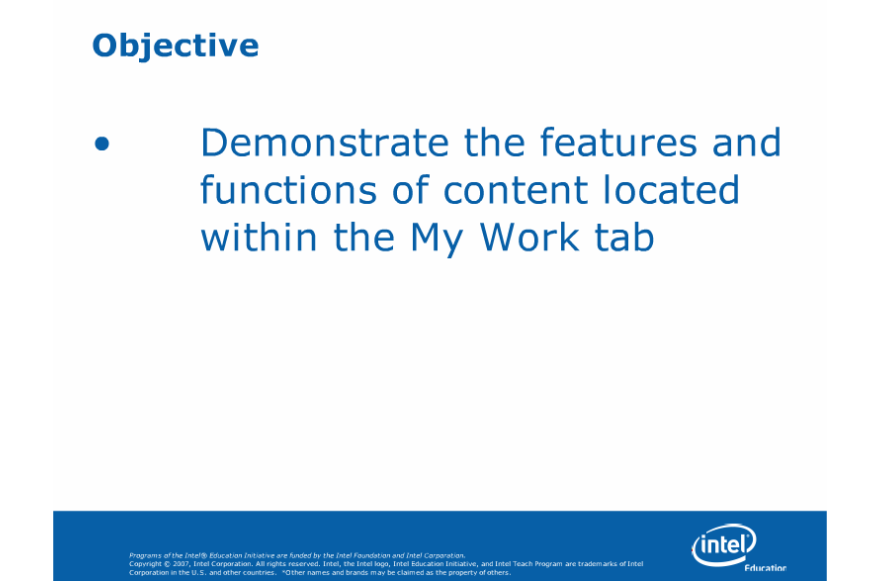 Objective
• Demonstrate the features and
functions of content located
within the My Work tab
Programs of the Intel® Education Initiative are funded by the Intel Foundation and Intel Corporation.
Copyright © 2007, Intel Corporation. All rights reserved. Intel, the Intel logo, Intel Education Initiative, and Intel Teach Program are trademarks of Intel
Corporation in the U.S. and other countries. *Other names and brands may be claimed as the property of others.
intel
Education